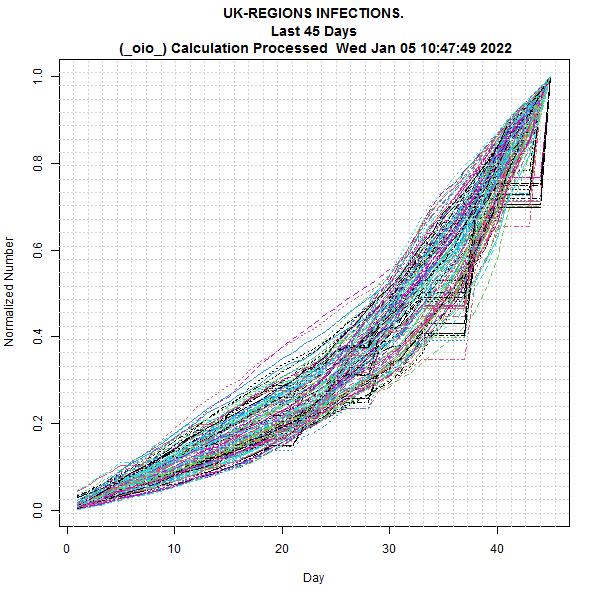 UK-REGIONS INFECTIONS.
Last 45 Days
(_oio_) Calculation Processed  Wed Jan 05 10:47:49 2022
Normalized Number
1.0
0.8
0.6
0.4
0.2
0.0
0 10 20 30 40
Day